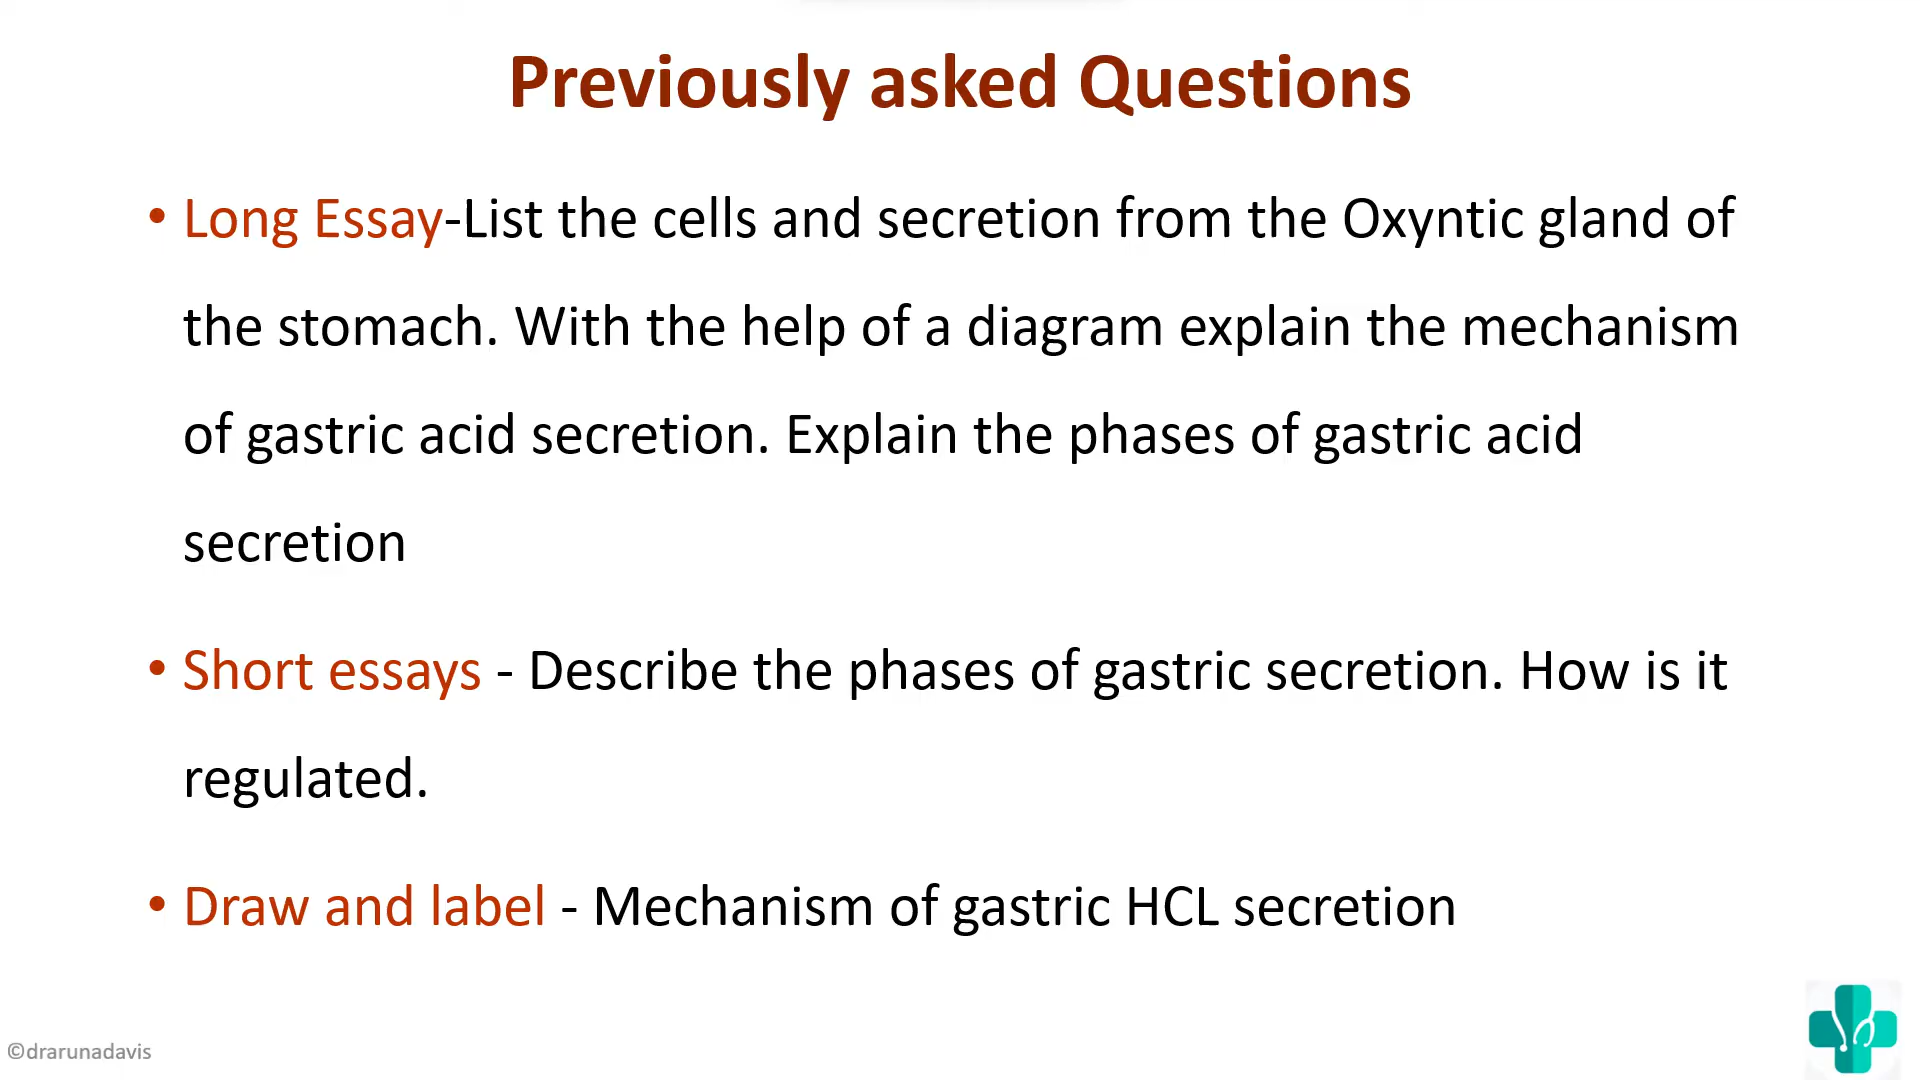 Previously asked Questions
• Long Essay-List the cells and secretion from the Oxyntic gland of
the stomach. With the help of a diagram explain the mechanism
of gastric acid secretion. Explain the phases of gastric acid
secretion
• Short essays - Describe the phases of gastric secretion. How is it
regulated.
• Draw and label - Mechanism of gastric HCL secretion
©drarunadavis